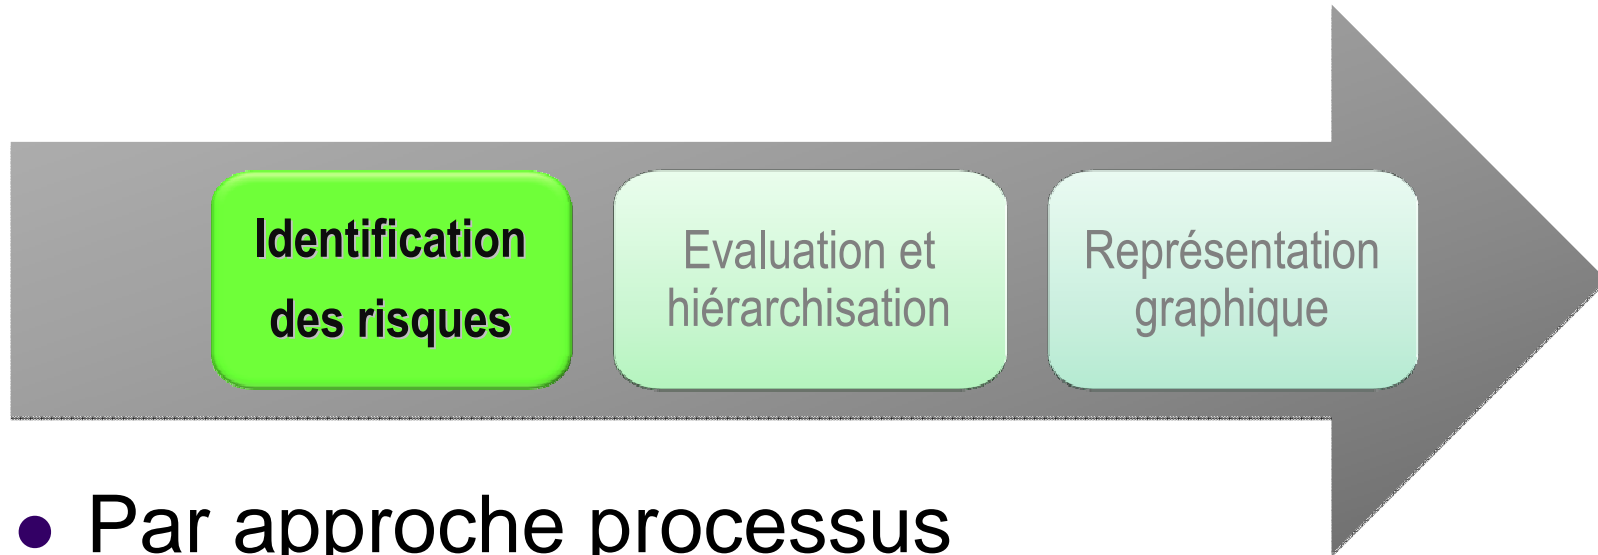 Identification
des risques
Evaluation et
hiérarchisation
Représentation
graphique
● Par approche processus